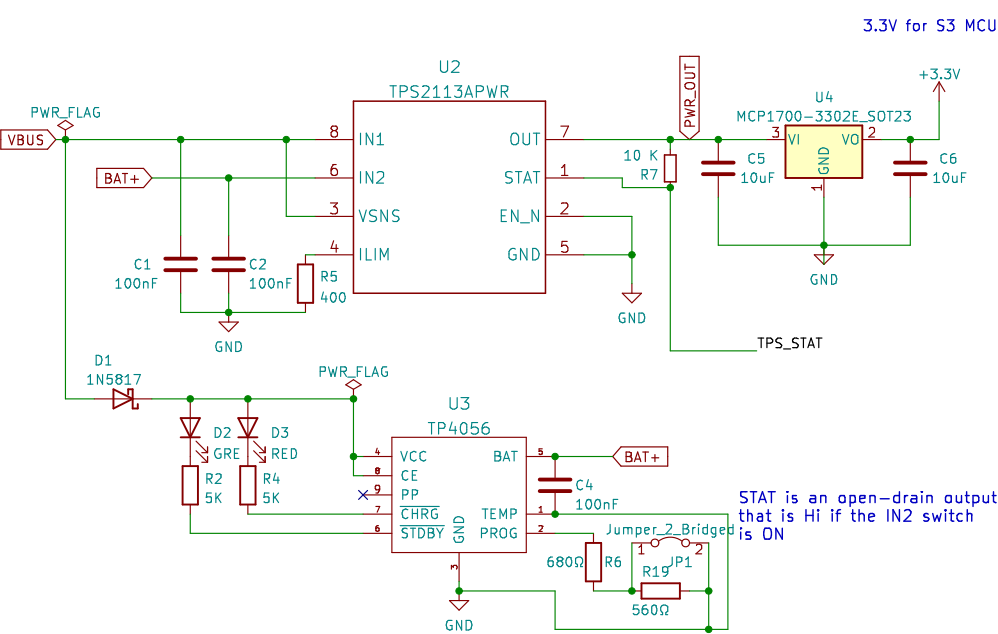 3.3V for S3 MCU
U2
TPS2113APWR
PWR_FLAG
VBUS
BAT+
8 IN1
6 IN2
3 VSNS
4 ILIM
OUT 7
STAT 1
EN_N 2
GND 5
PWR_OUT
10 K
R7
U4
MCP1700-3302E_SOT23
3 VI
VO 2
GND
1
+3.3V
C5
10uF
C6
10uF
GND
C1
100nF
C2
100nF
R5
400
GND
GND
TPS_STAT
D1
1N5817
PWR_FLAG
D2
GRE
D3
RED
R2
5K
R4
5K
U3
TP4056
4 VCC
8 CE
9 PP
7 CHRG
6 STDBY
GND
3
BAT 5
TEMP 1
PROG 2
BAT+
C4
100nF
STAT is an open-drain output
that is Hi if the IN2 switch
is ON
Jumper_2_Bridged
1 2
JP1
680Ω R6
R19
560Ω
GND